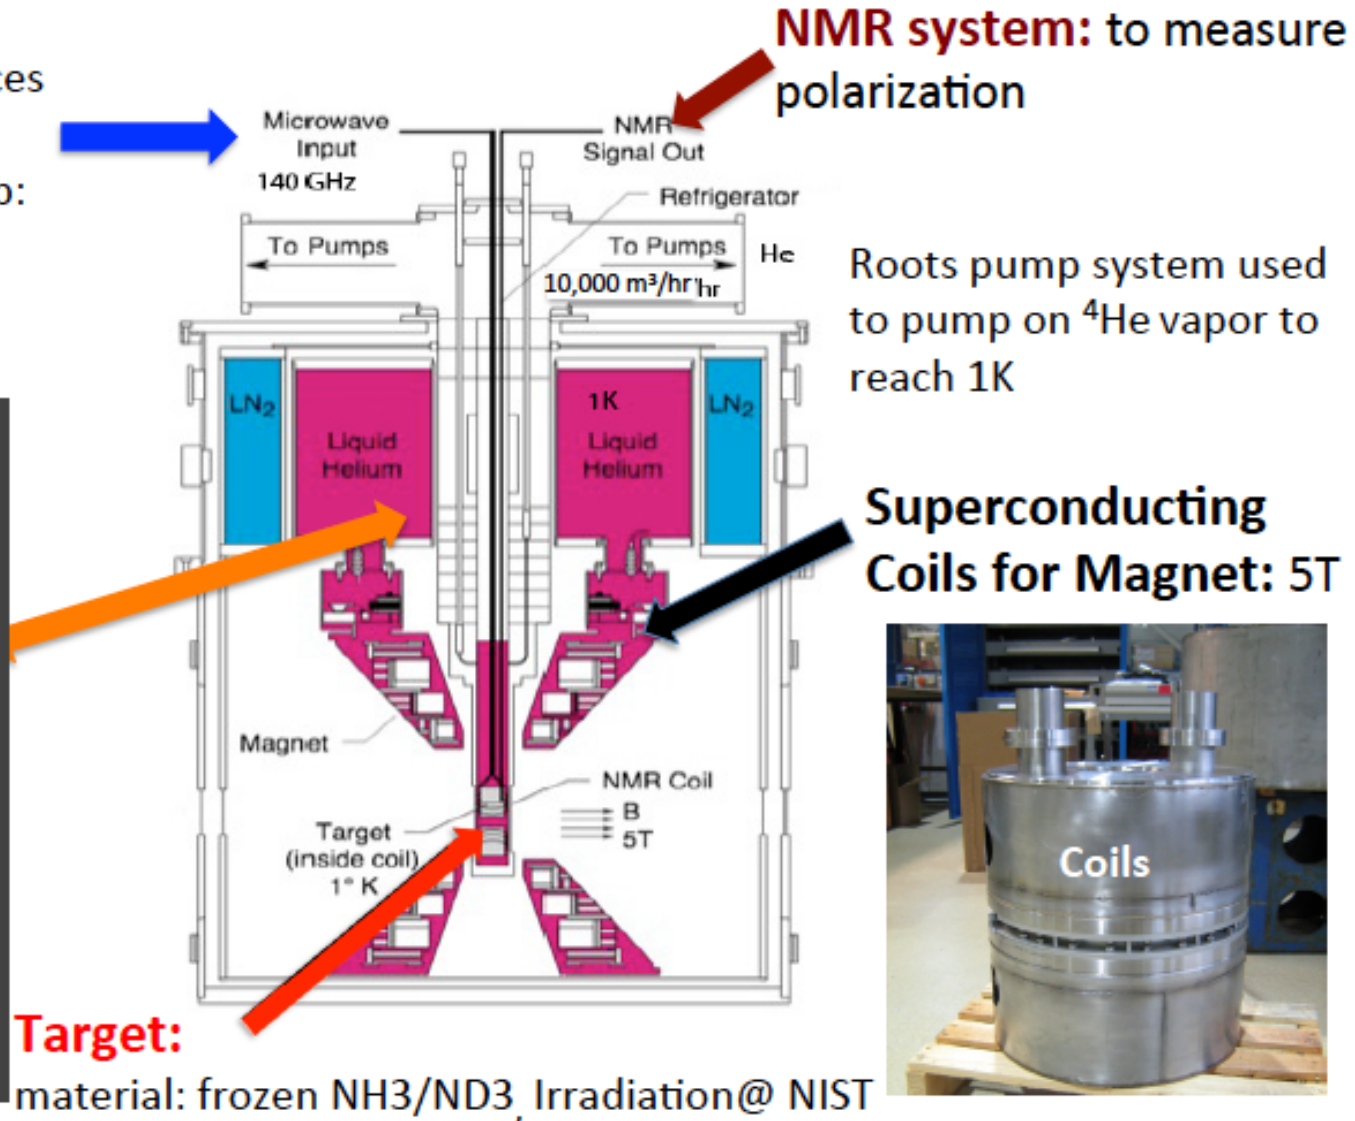 NMR system: to measure
polarization
ces
p:
Microwave
Input
140 GHz
NMR
Signal Out
Refrigerator
To Pumps
To Pumps
He
10,000 m³/hr hr
Roots pump system used
to pump on ⁴He vapor to
reach 1K
LN₂
Liquid
Helium
1K
Liquid
Helium
LN₂
Superconducting
Coils for Magnet: 5T
Magnet
NMR Coil
B
5T
Target
(inside coil)
1° K
Coils
Target:
material: frozen NH3/ND3, Irradiation@ NIST